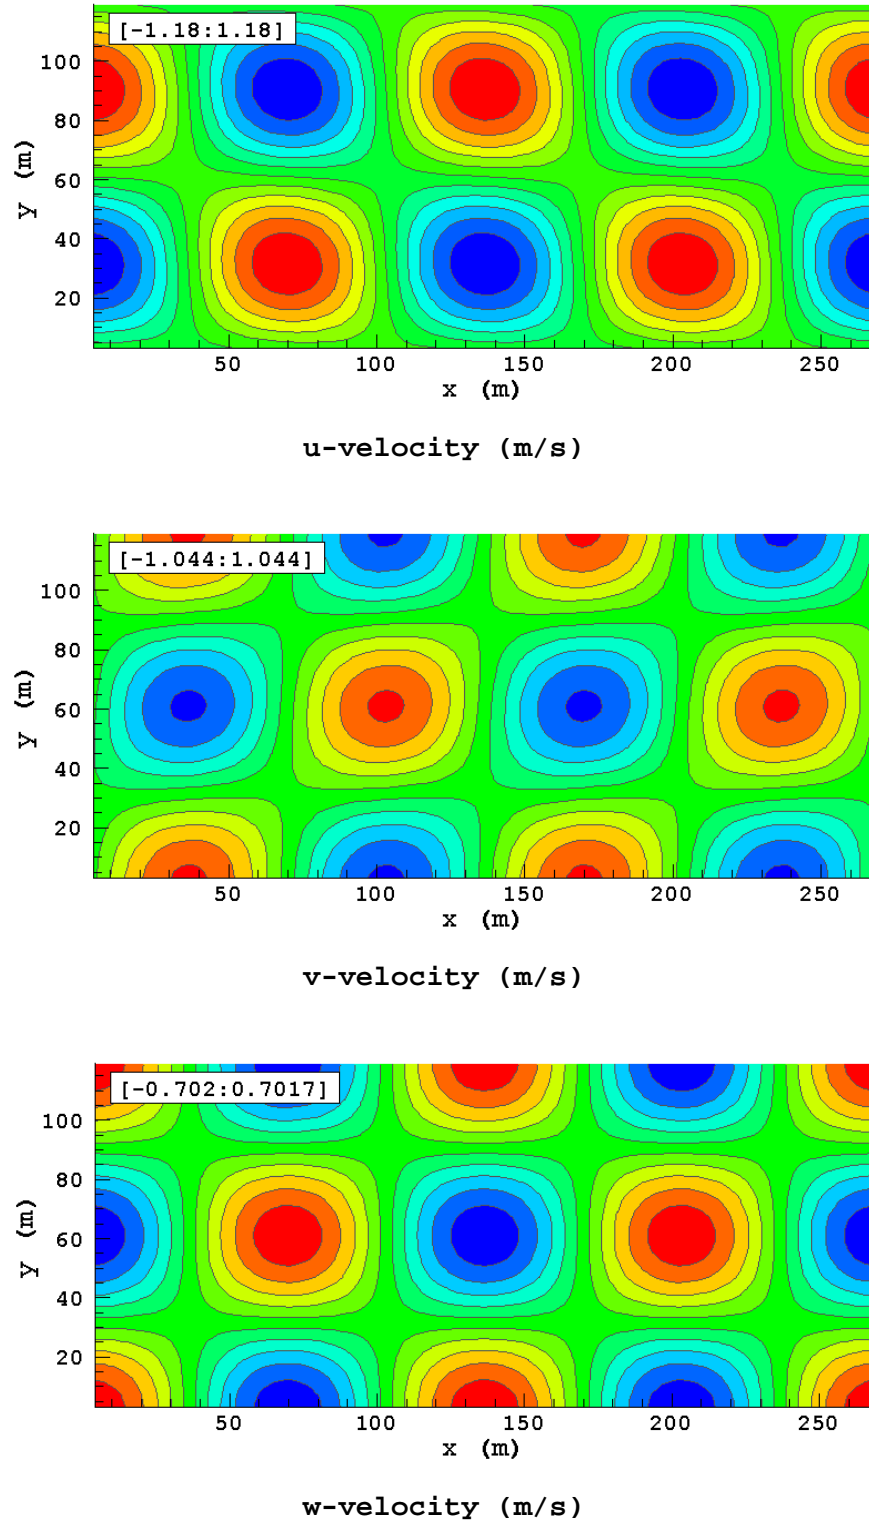 [-1.18:1.18]
100
80
60
40
20
y (m)
50 100 150 200 250
x (m)
u-velocity (m/s)
[-1.044:1.044]
100
80
60
40
20
y (m)
50 100 150 200 250
x (m)
v-velocity (m/s)
[-0.702:0.7017]
100
80
60
40
20
y (m)
50 100 150 200 250
x (m)
w-velocity (m/s)